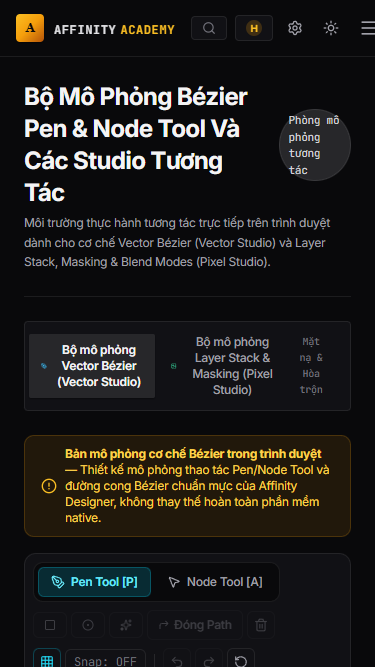 A AFFINITY ACADEMY H
Bộ Mô Phỏng Bézier
Pen & Node Tool Và
Các Studio Tương
Tác
Phòng mô
phỏng
tương
tác
Môi trường thực hành tương tác trực tiếp trên trình duyệt
dành cho cơ chế Vector Bézier (Vector Studio) và Layer
Stack, Masking & Blend Modes (Pixel Studio).
Bộ mô phỏng
Vector Bézier
(Vector Studio)
Bộ mô phỏng
Layer Stack &
Masking (Pixel
Studio)
Mặt
nạ &
Hòa
trộn
Bản mô phỏng cơ chế Bézier trong trình duyệt
— Thiết kế mô phỏng thao tác Pen/Node Tool và
đường cong Bézier chuẩn mực của Affinity
Designer, không thay thế hoàn toàn phần mềm
native.
Pen Tool [P] Node Tool [A]
Đóng Path
Snap: OFF